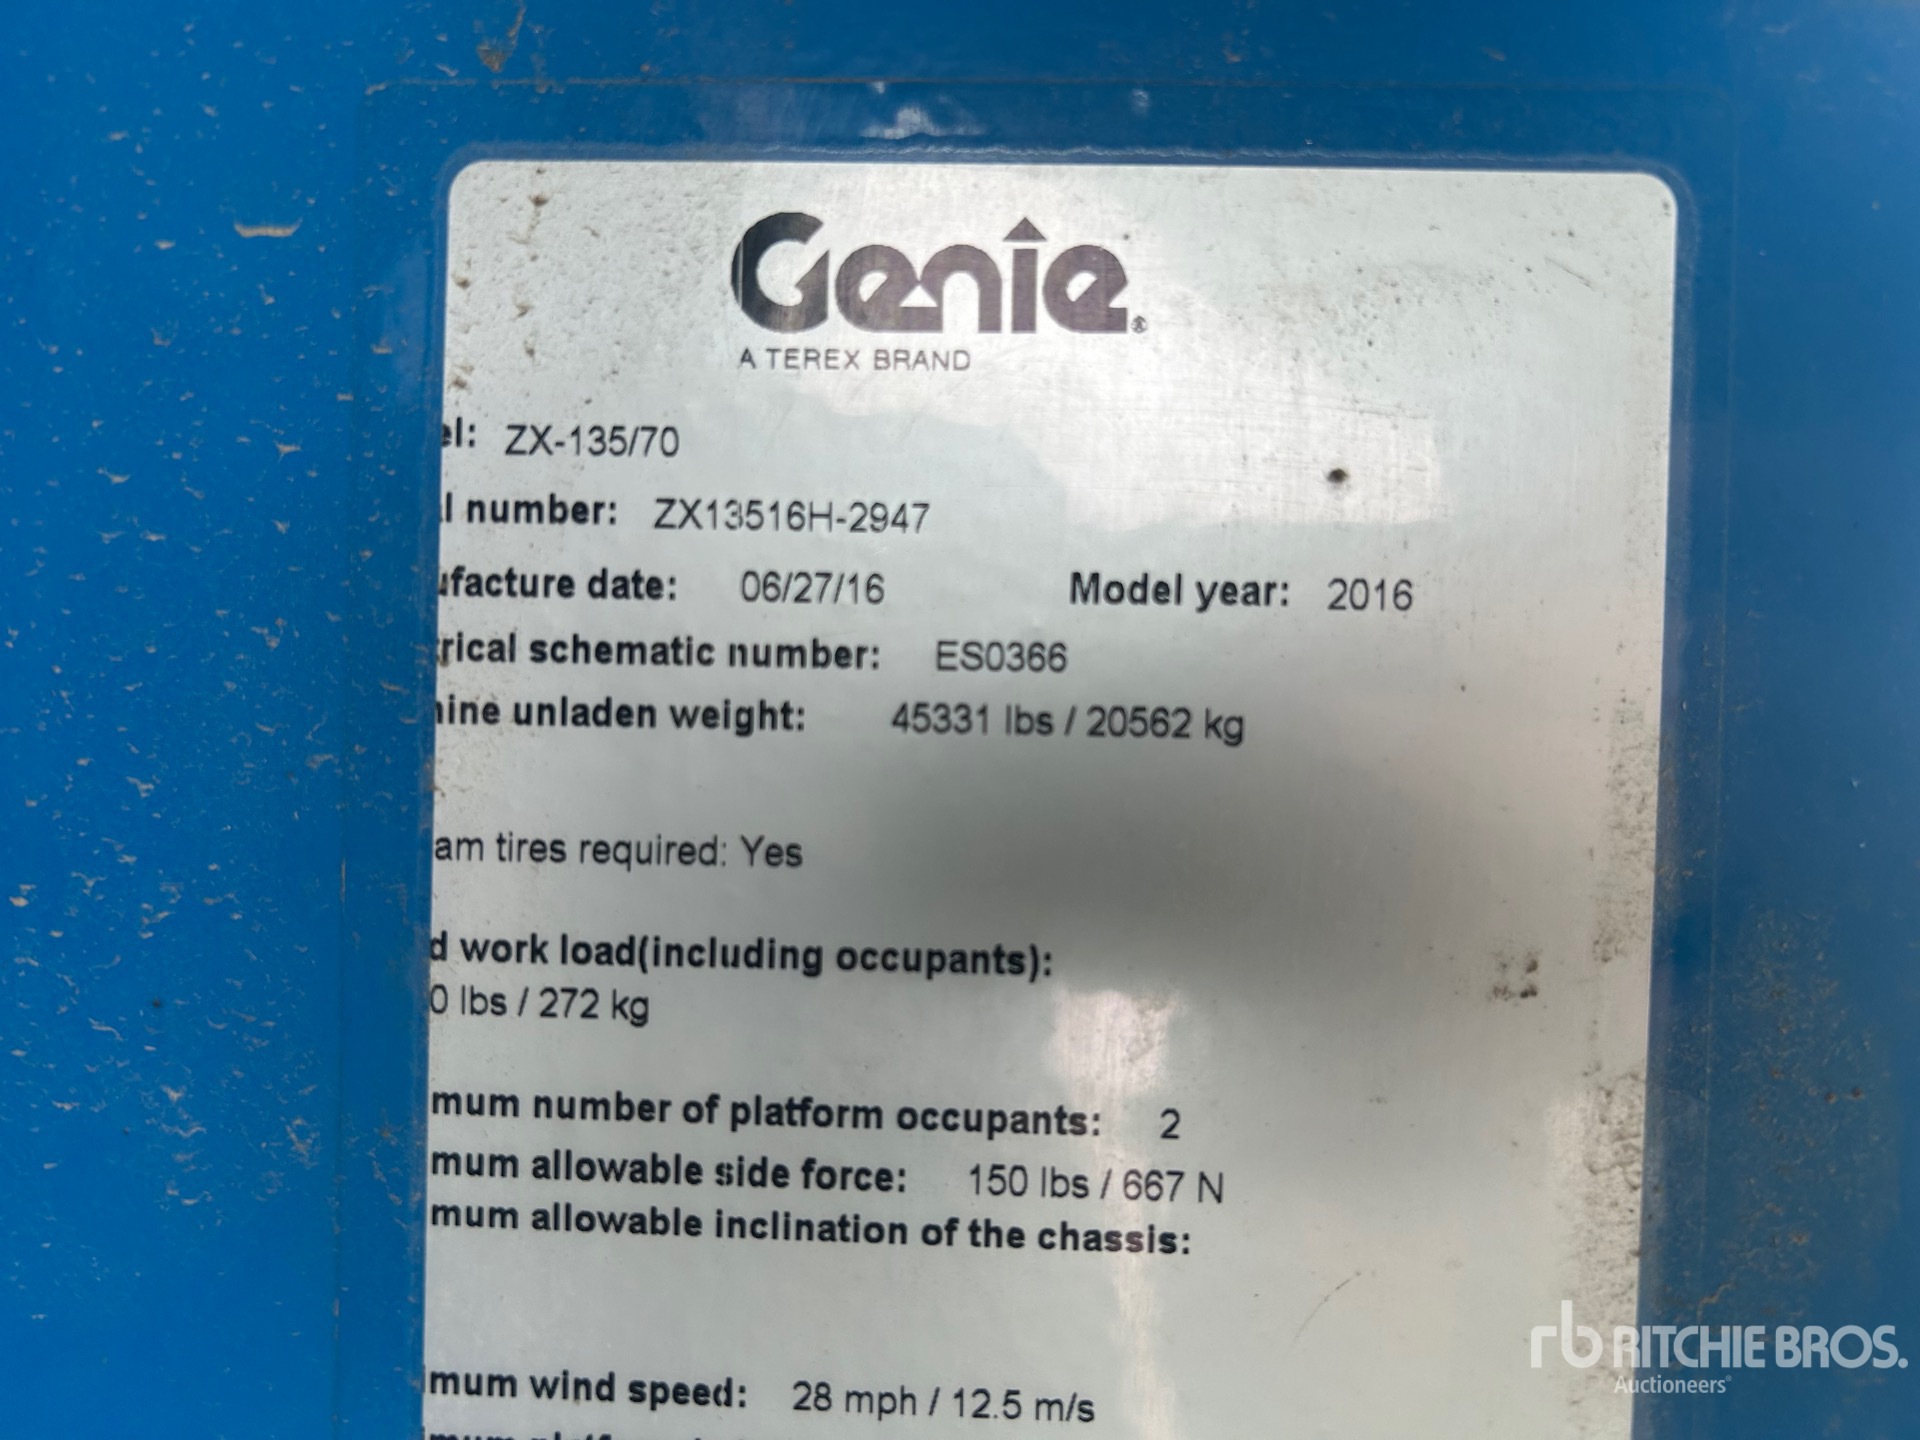 Genie®
A TEREX BRAND
el: ZX-135/70
l number: ZX13516H-2947
facture date: 06/27/16 Model year: 2016
rical schematic number: ES0366
hine unladen weight: 45331 lbs / 20562 kg
am tires required: Yes
d work load(including occupants):
0 lbs / 272 kg
mum number of platform occupants: 2
mum allowable side force: 150 lbs / 667 N
mum allowable inclination of the chassis:
mum wind speed: 28 mph / 12.5 m/s
rb RITCHIE BROS.
Auctioneers®